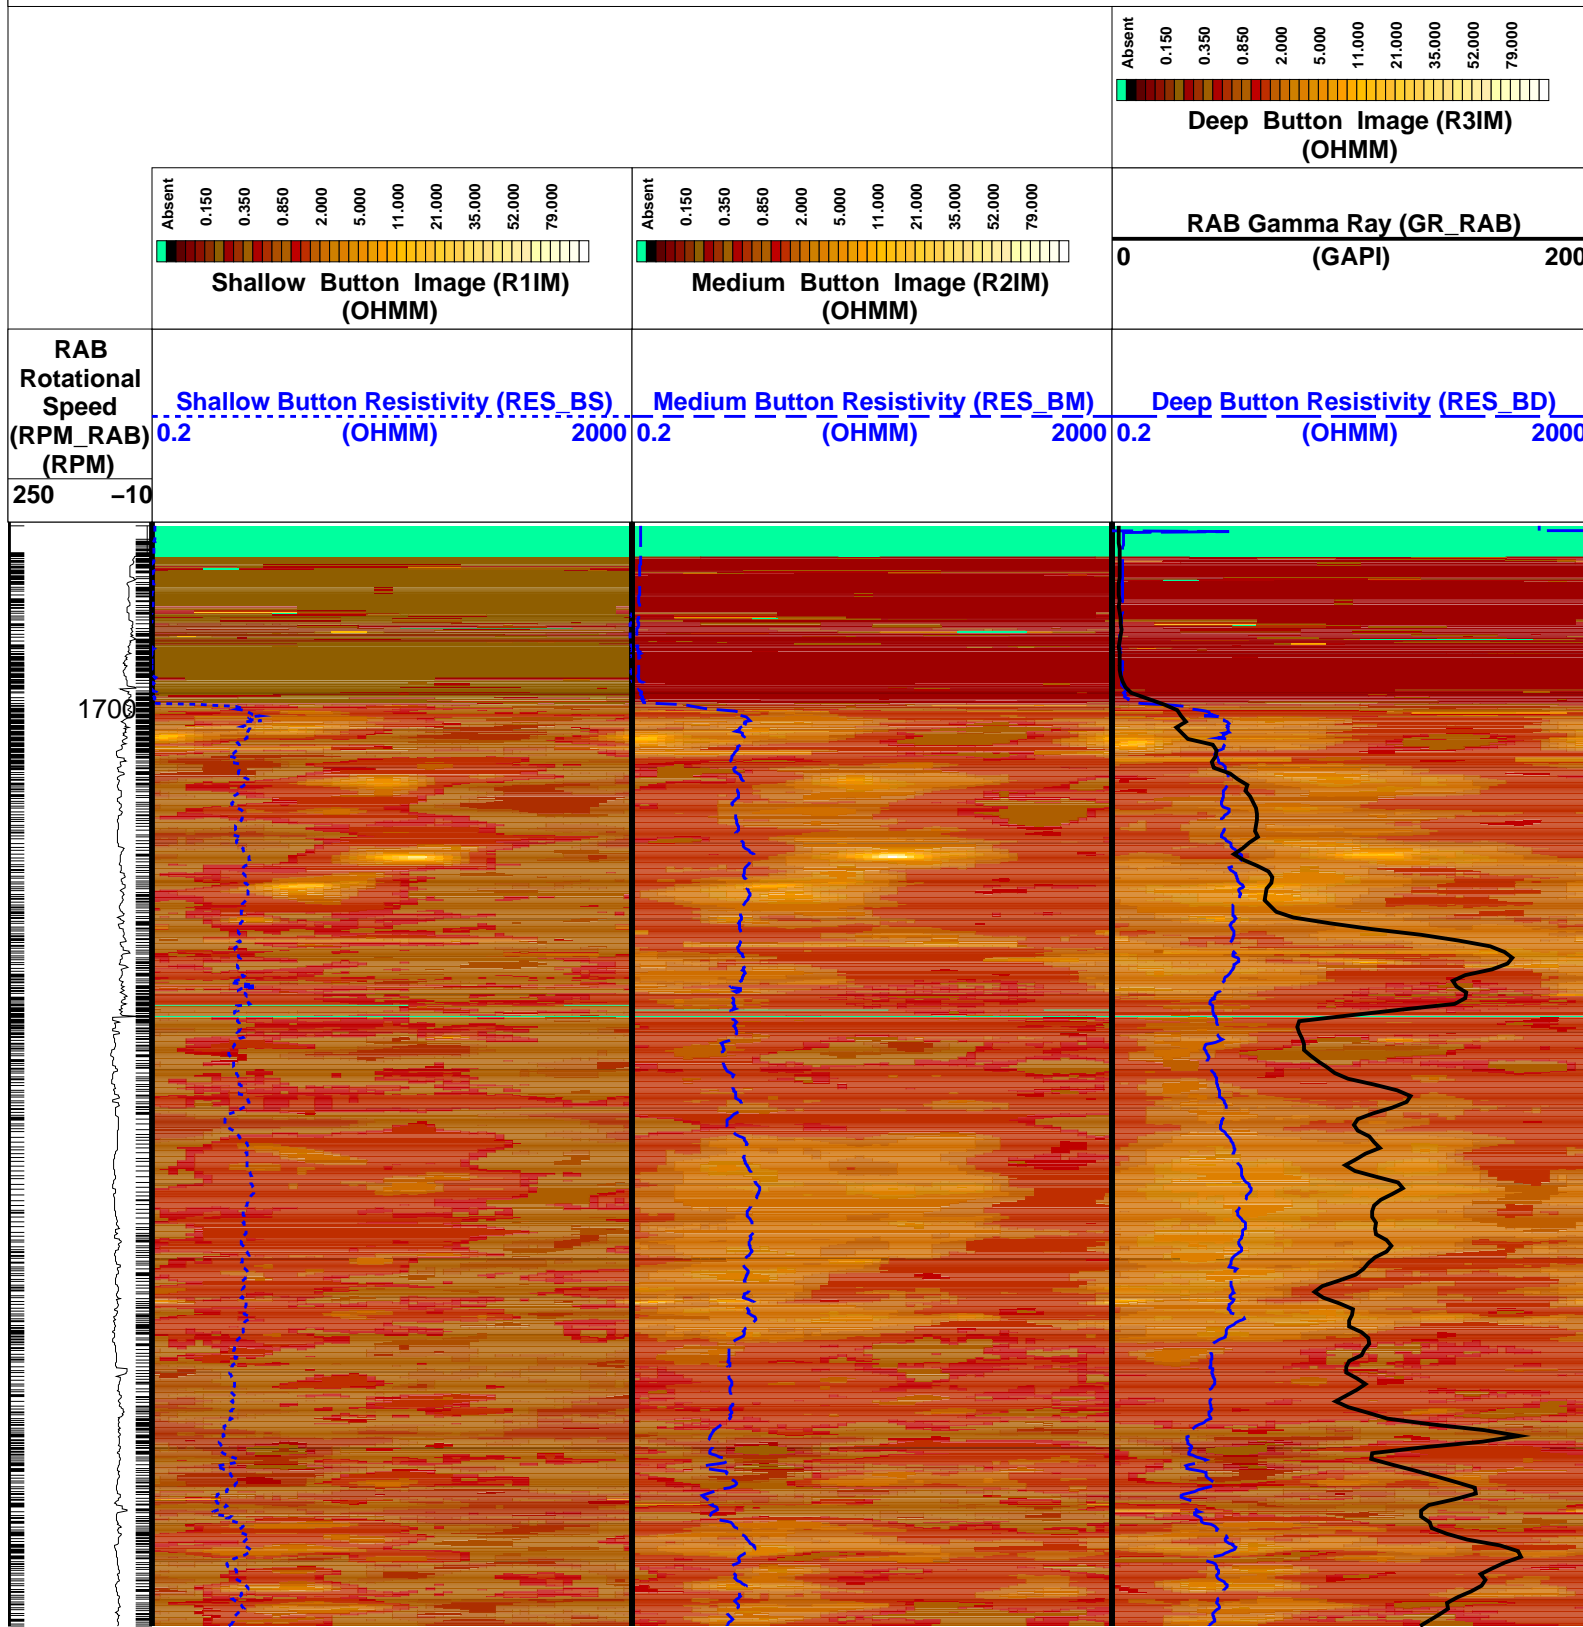 Absent 0.150 0.350 0.850 2.000 5.000 11.000 21.000 35.000 52.000 79.000
Deep Button Image (R3IM)
(OHMM)
Absent 0.150 0.350 0.850 2.000 5.000 11.000 21.000 35.000 52.000 79.000
Shallow Button Image (R1IM)
(OHMM)
Absent 0.150 0.350 0.850 2.000 5.000 11.000 21.000 35.000 52.000 79.000
Medium Button Image (R2IM)
(OHMM)
RAB Gamma Ray (GR_RAB)
0 (GAPI) 200
RAB
Rotational
Speed
(RPM_RAB)
(RPM)
250 −10
Shallow Button Resistivity (RES_BS)
0.2 (OHMM) 2000
Medium Button Resistivity (RES_BM)
0.2 (OHMM) 2000
Deep Button Resistivity (RES_BD)
0.2 (OHMM) 2000
1700